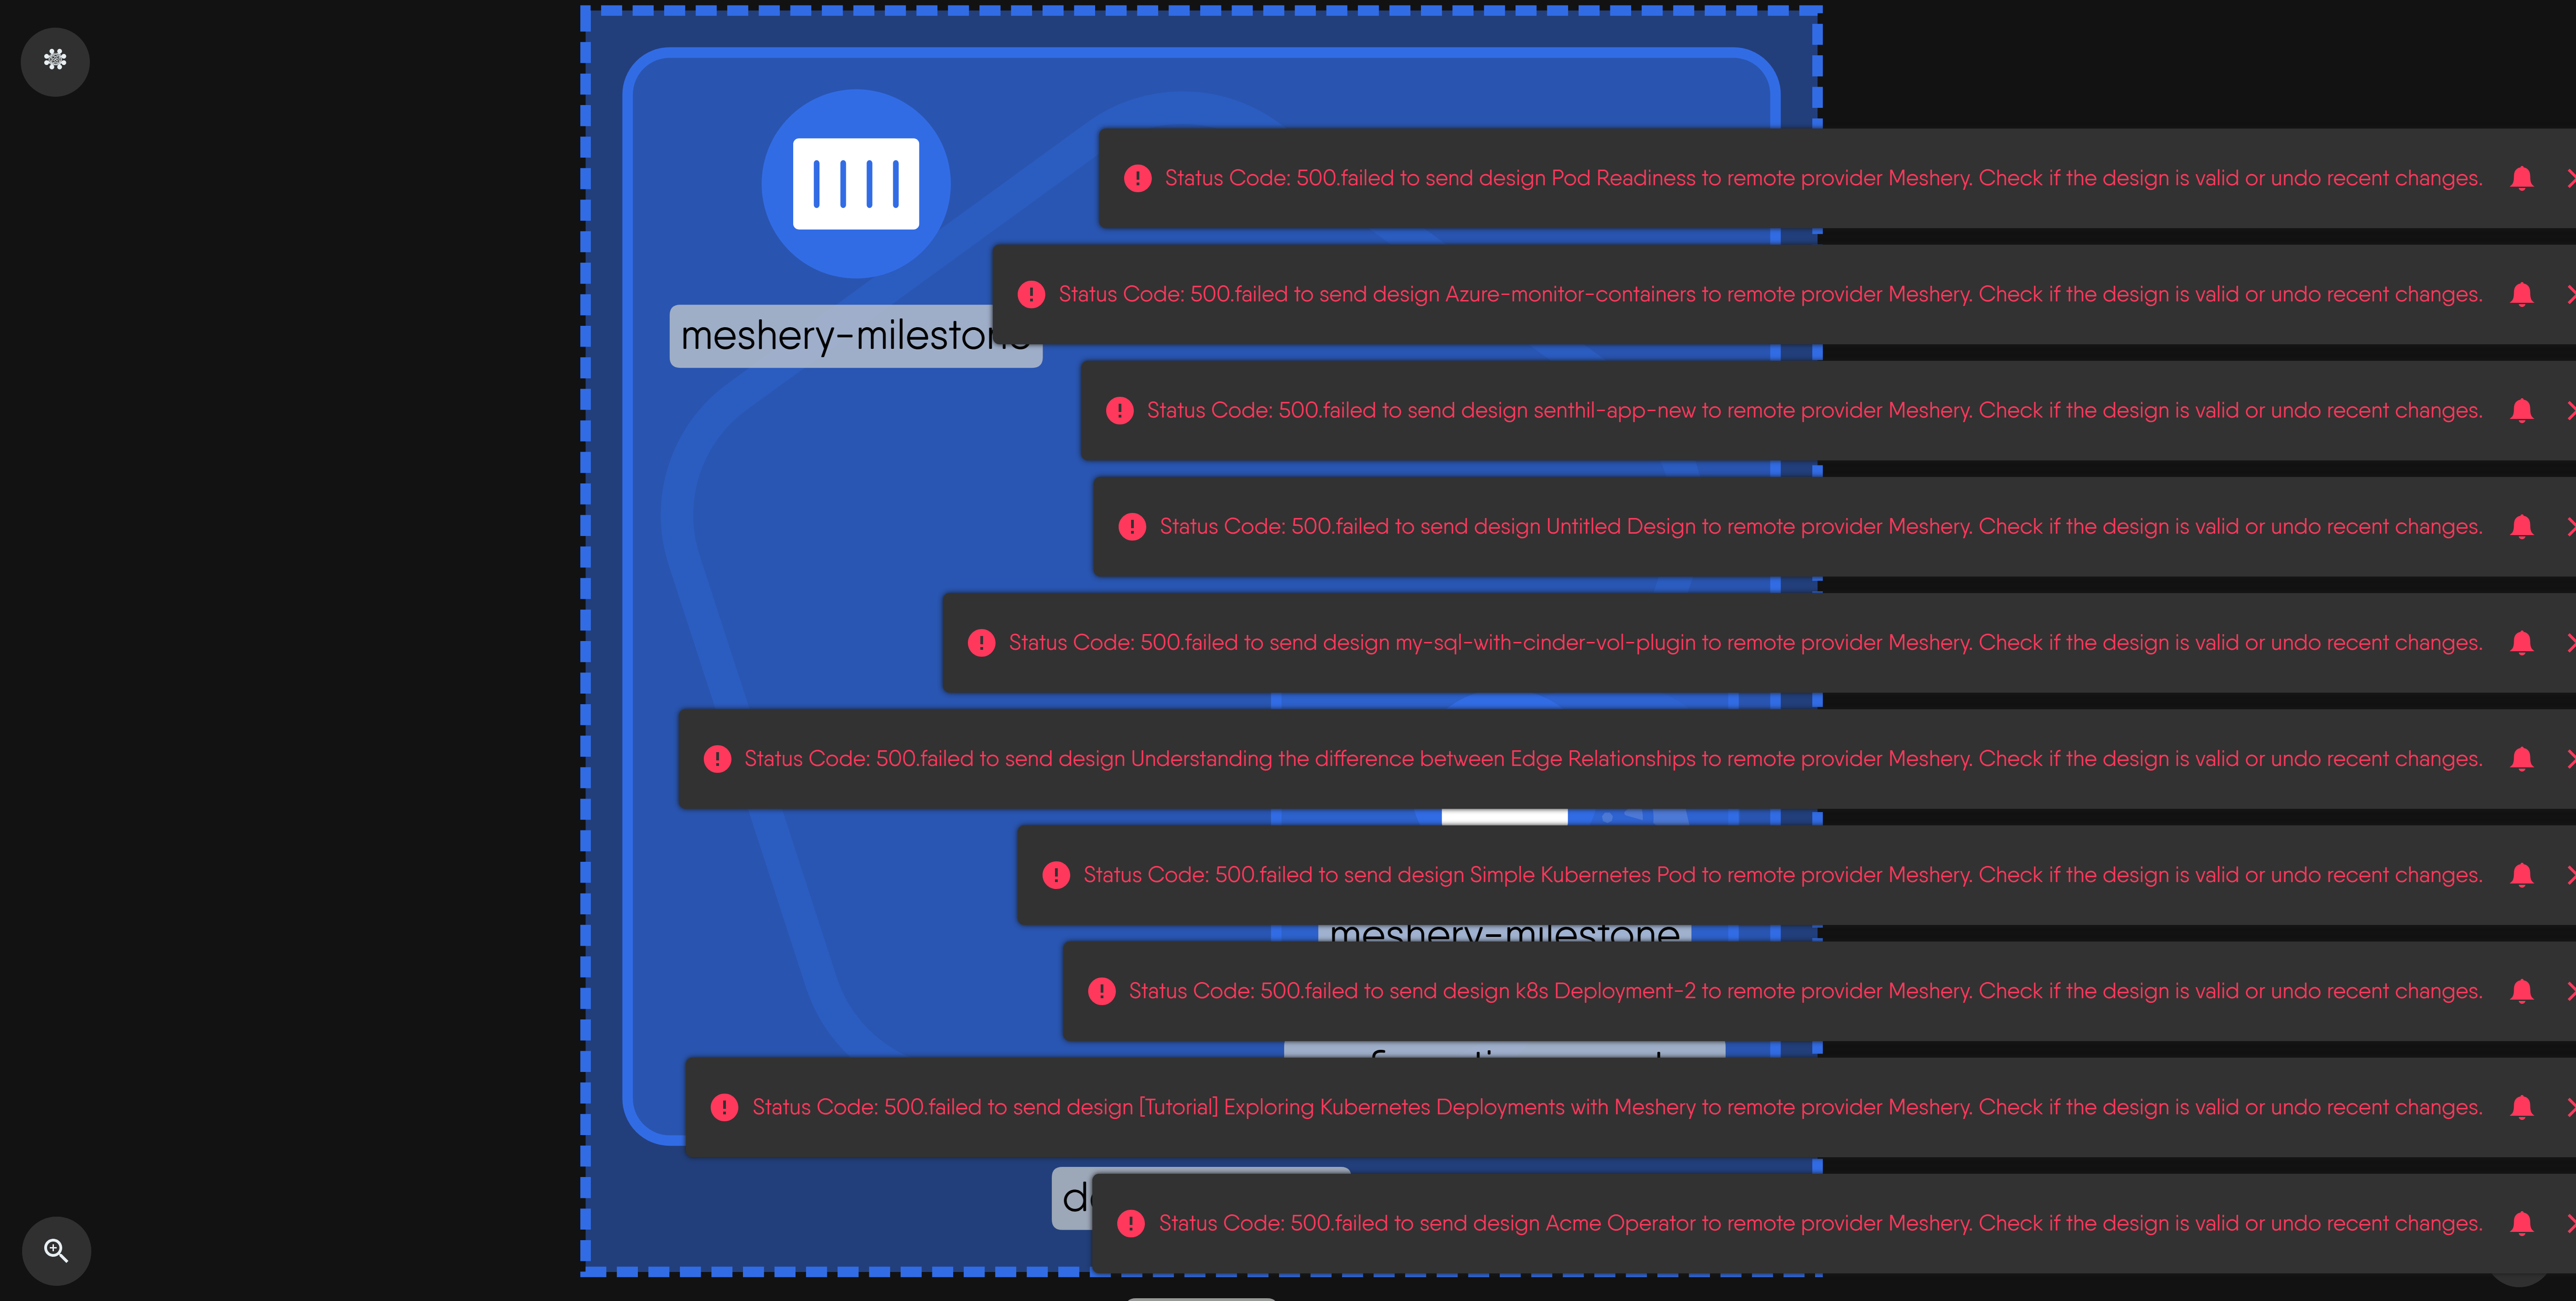 Status Code: 500.failed to send design Pod Readiness to remote provider Meshery. Check if the design is valid or undo recent changes.
Status Code: 500.failed to send design Azure-monitor-containers to remote provider Meshery. Check if the design is valid or undo recent changes.
meshery-milestone
Status Code: 500.failed to send design senthil-app-new to remote provider Meshery. Check if the design is valid or undo recent changes.
Status Code: 500.failed to send design Untitled Design to remote provider Meshery. Check if the design is valid or undo recent changes.
Status Code: 500.failed to send design my-sql-with-cinder-vol-plugin to remote provider Meshery. Check if the design is valid or undo recent changes.
Status Code: 500.failed to send design Understanding the difference between Edge Relationships to remote provider Meshery. Check if the design is valid or undo recent changes.
Status Code: 500.failed to send design Simple Kubernetes Pod to remote provider Meshery. Check if the design is valid or undo recent changes.
meshery-milestone
Status Code: 500.failed to send design k8s Deployment-2 to remote provider Meshery. Check if the design is valid or undo recent changes.
Status Code: 500.failed to send design [Tutorial] Exploring Kubernetes Deployments with Meshery to remote provider Meshery. Check if the design is valid or undo recent changes.
Status Code: 500.failed to send design Acme Operator to remote provider Meshery. Check if the design is valid or undo recent changes.